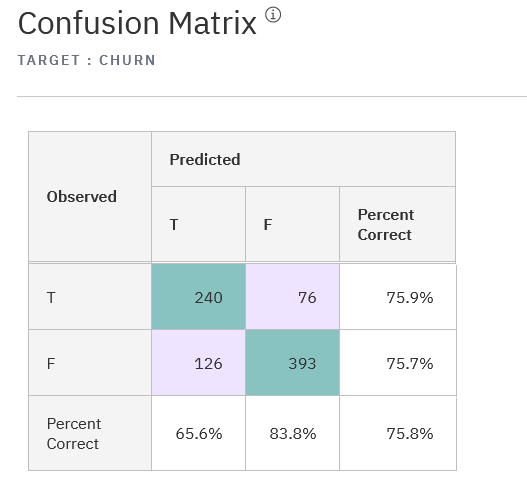 Confusion Matrix
TARGET : CHURN
Observed
Predicted
T
F
Percent
Correct
T
240
76
75.9%
F
126
393
75.7%
Percent
Correct
65.6%
83.8%
75.8%